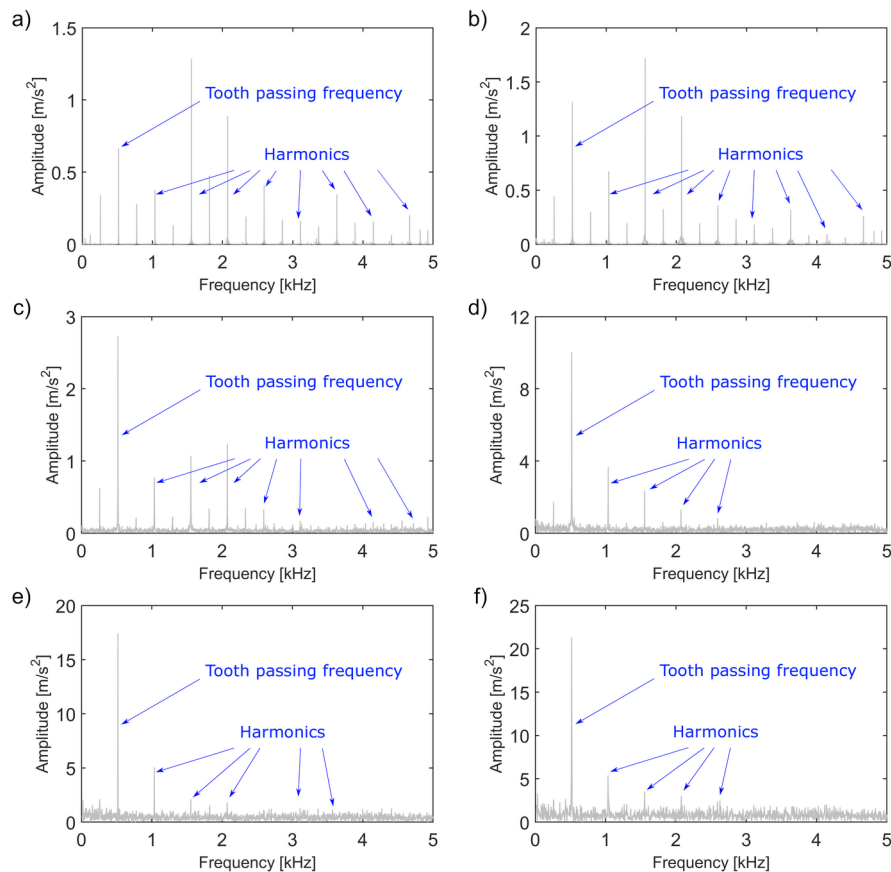 a)
1.5
1
0.5
0
Amplitude [m/s²]
Tooth passing frequency
Harmonics
0 1 2 3 4 5
Frequency [kHz]
b)
2
1.5
1
0.5
0
Amplitude [m/s²]
Tooth passing frequency
Harmonics
0 1 2 3 4 5
Frequency [kHz]
c)
3
2
1
0
Amplitude [m/s²]
Tooth passing frequency
Harmonics
0 1 2 3 4 5
Frequency [kHz]
d)
12
8
4
0
Amplitude [m/s²]
Tooth passing frequency
Harmonics
0 1 2 3 4 5
Frequency [kHz]
e)
20
15
10
5
0
Amplitude [m/s²]
Tooth passing frequency
Harmonics
0 1 2 3 4 5
Frequency [kHz]
f)
25
20
15
10
5
0
Amplitude [m/s²]
Tooth passing frequency
Harmonics
0 1 2 3 4 5
Frequency [kHz]